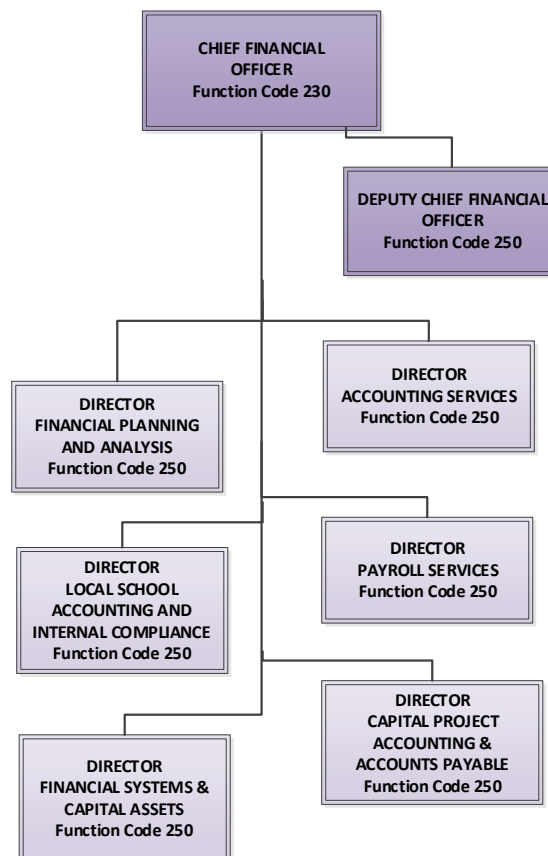 CHIEF FINANCIAL
OFFICER
Function Code 230
DEPUTY CHIEF FINANCIAL
OFFICER
Function Code 250
DIRECTOR
ACCOUNTING SERVICES
Function Code 250
DIRECTOR
FINANCIAL PLANNING
AND ANALYSIS
Function Code 250
DIRECTOR
PAYROLL SERVICES
Function Code 250
DIRECTOR
LOCAL SCHOOL
ACCOUNTING AND
INTERNAL COMPLIANCE
Function Code 250
DIRECTOR
CAPITAL PROJECT
ACCOUNTING &
ACCOUNTS PAYABLE
Function Code 250
DIRECTOR
FINANCIAL SYSTEMS &
CAPITAL ASSETS
Function Code 250